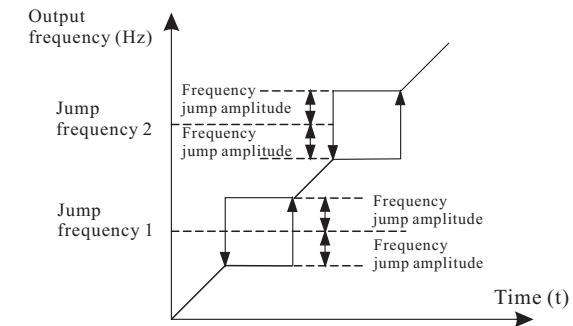 Output
frequency (Hz)
Frequency
jump amplitude
Jump
frequency 2
Frequency
jump amplitude
Jump
frequency 1
Frequency
jump amplitude
Frequency
jump amplitude
Time (t)